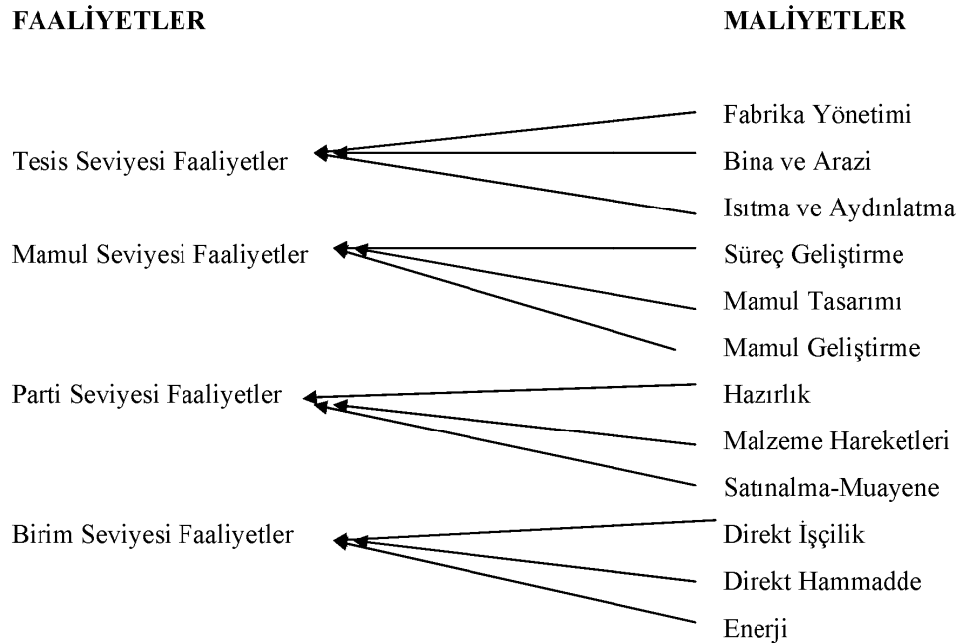 FAALİYETLER
MALİYETLER
Fabrika Yönetimi
Tesis Seviyesi Faaliyetler
Bina ve Arazi
Isıtma ve Aydınlatma
Mamul Seviyesi Faaliyetler
Süreç Geliştirme
Mamul Tasarımı
Mamul Geliştirme
Parti Seviyesi Faaliyetler
Hazırlık
Malzeme Hareketleri
Satınalma-Muayene
Birim Seviyesi Faaliyetler
Direkt İşçilik
Direkt Hammadde
Enerji